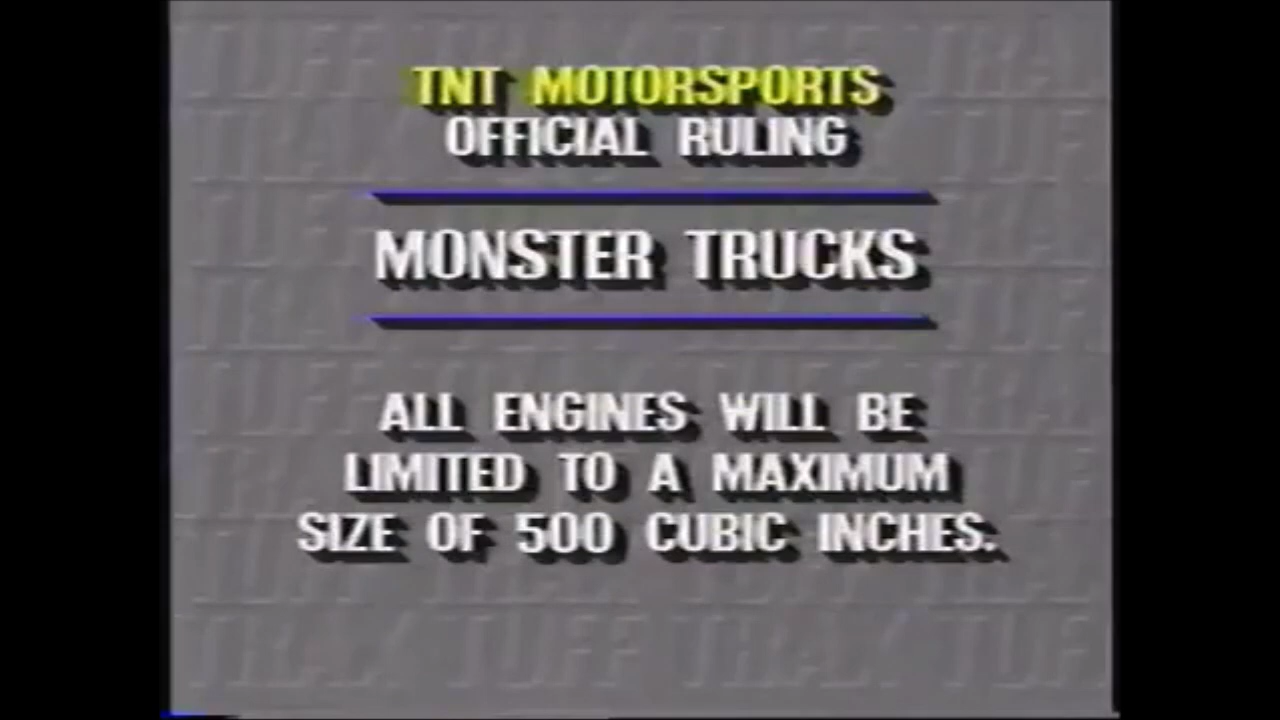 TNT MOTORSPORTS
OFFICIAL RULING
MONSTER TRUCKS
ALL ENGINES WILL BE
LIMITED TO A MAXIMUM
SIZE OF 500 CUBIC INCHES.